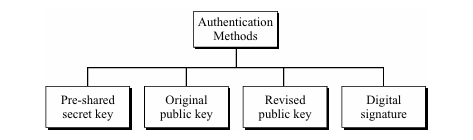 Authentication
Methods
Pre-shared
secret key
Original
public key
Revised
public key
Digital
signature